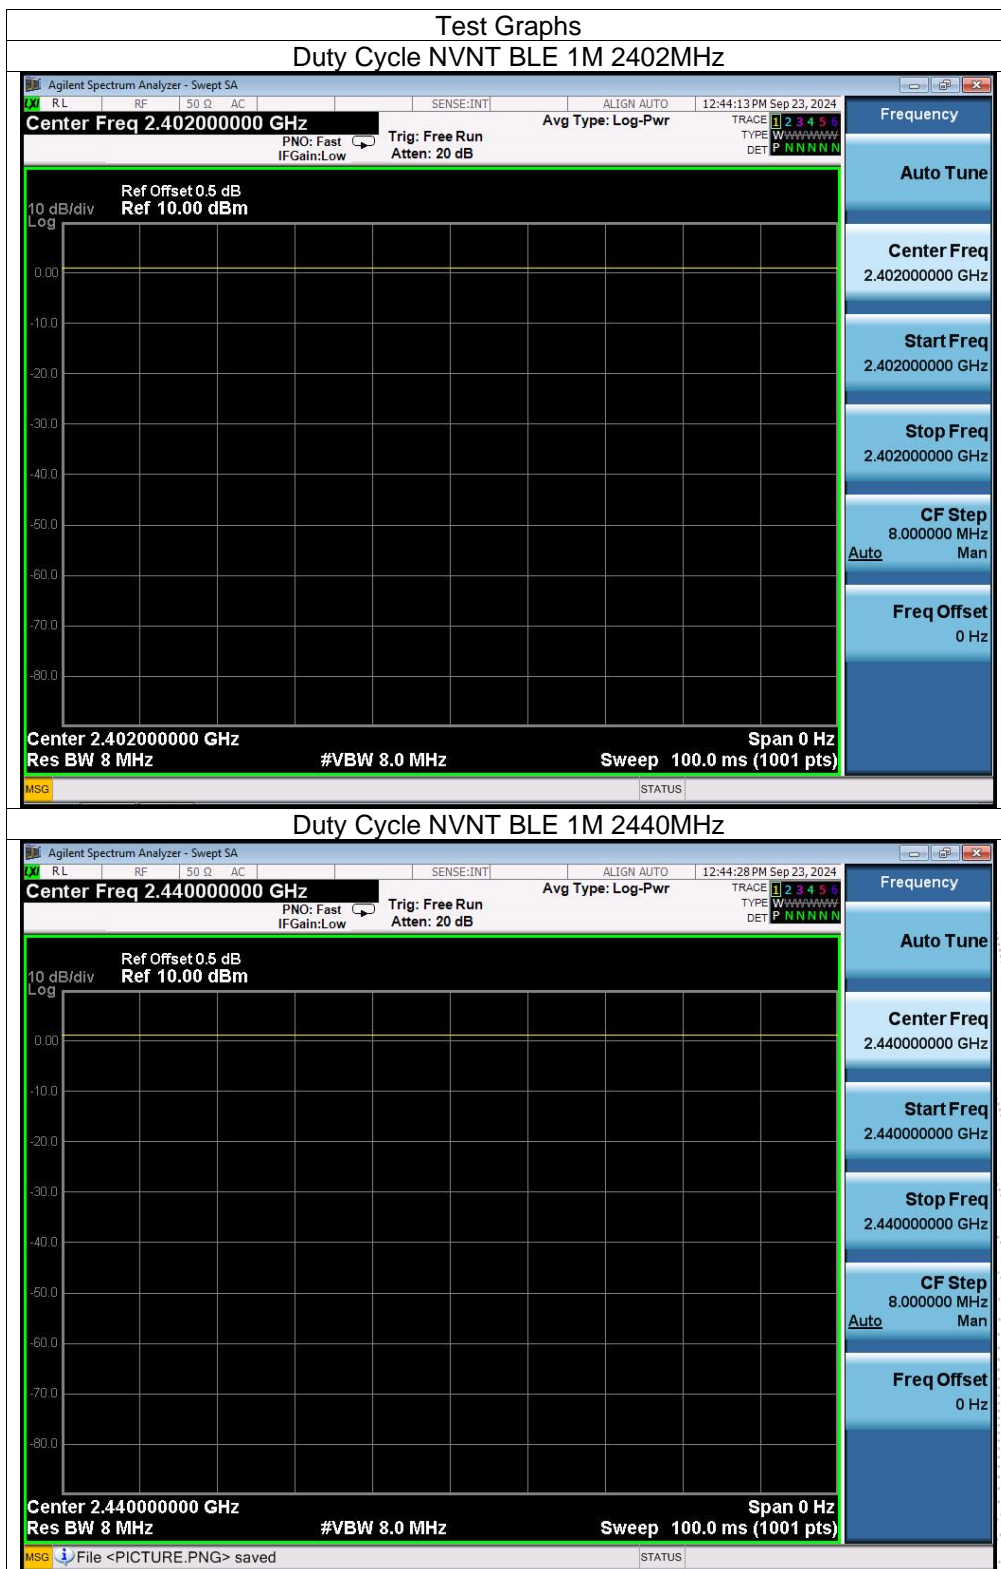 Test Graphs
Duty Cycle NVNT BLE 1M 2402MHz
Agilent Spectrum Analyzer - Swept SA
LXI RL RF 50 Ω AC SENSE:INT ALIGN AUTO 12:44:13 PM Sep 23, 2024
Center Freq 2.402000000 GHz
PNO: Fast
IFGain:Low
Trig: Free Run
Atten: 20 dB
Avg Type: Log-Pwr
TRACE 1 2 3 4 5 6
TYPE WWWWWW
DET P N N N N N
Ref Offset 0.5 dB
10 dB/div Ref 10.00 dBm
Log
0.00
-10.0
-20.0
-30.0
-40.0
-50.0
-60.0
-70.0
-80.0
Center 2.402000000 GHz Span 0 Hz
Res BW 8 MHz #VBW 8.0 MHz Sweep 100.0 ms (1001 pts)
MSG STATUS
Frequency
Auto Tune
Center Freq
2.402000000 GHz
Start Freq
2.402000000 GHz
Stop Freq
2.402000000 GHz
CF Step
8.000000 MHz
Auto Man
Freq Offset
0 Hz
Duty Cycle NVNT BLE 1M 2440MHz
Agilent Spectrum Analyzer - Swept SA
LXI RL RF 50 Ω AC SENSE:INT ALIGN AUTO 12:44:28 PM Sep 23, 2024
Center Freq 2.440000000 GHz
PNO: Fast
IFGain:Low
Trig: Free Run
Atten: 20 dB
Avg Type: Log-Pwr
TRACE 1 2 3 4 5 6
TYPE WWWWWW
DET P N N N N N
Ref Offset 0.5 dB
10 dB/div Ref 10.00 dBm
Log
0.00
-10.0
-20.0
-30.0
-40.0
-50.0
-60.0
-70.0
-80.0
Center 2.440000000 GHz Span 0 Hz
Res BW 8 MHz #VBW 8.0 MHz Sweep 100.0 ms (1001 pts)
MSG File <PICTURE.PNG> saved STATUS
Frequency
Auto Tune
Center Freq
2.440000000 GHz
Start Freq
2.440000000 GHz
Stop Freq
2.440000000 GHz
CF Step
8.000000 MHz
Auto Man
Freq Offset
0 Hz